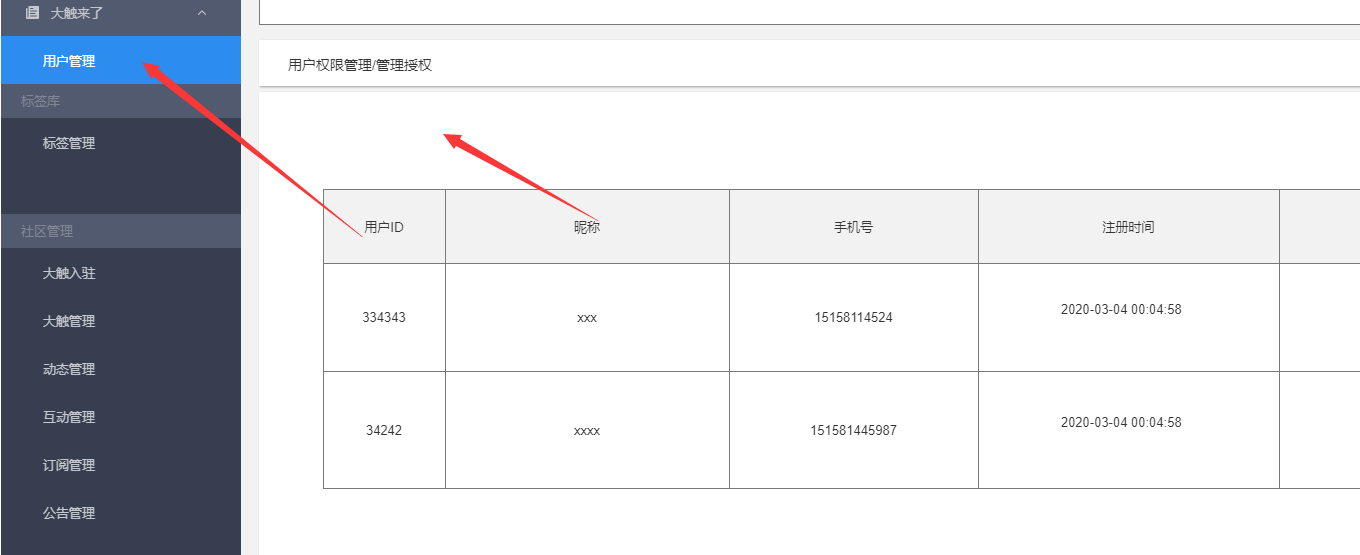 大触来了
用户管理
标签库
标签管理
社区管理
大触入驻
大触管理
动态管理
互动管理
订阅管理
公告管理
用户权限管理/管理授权
用户ID 昵称 手机号 注册时间
334343 xxx 15158114524 2020-03-04 00:04:58
34242 xxxx 151581445987 2020-03-04 00:04:58